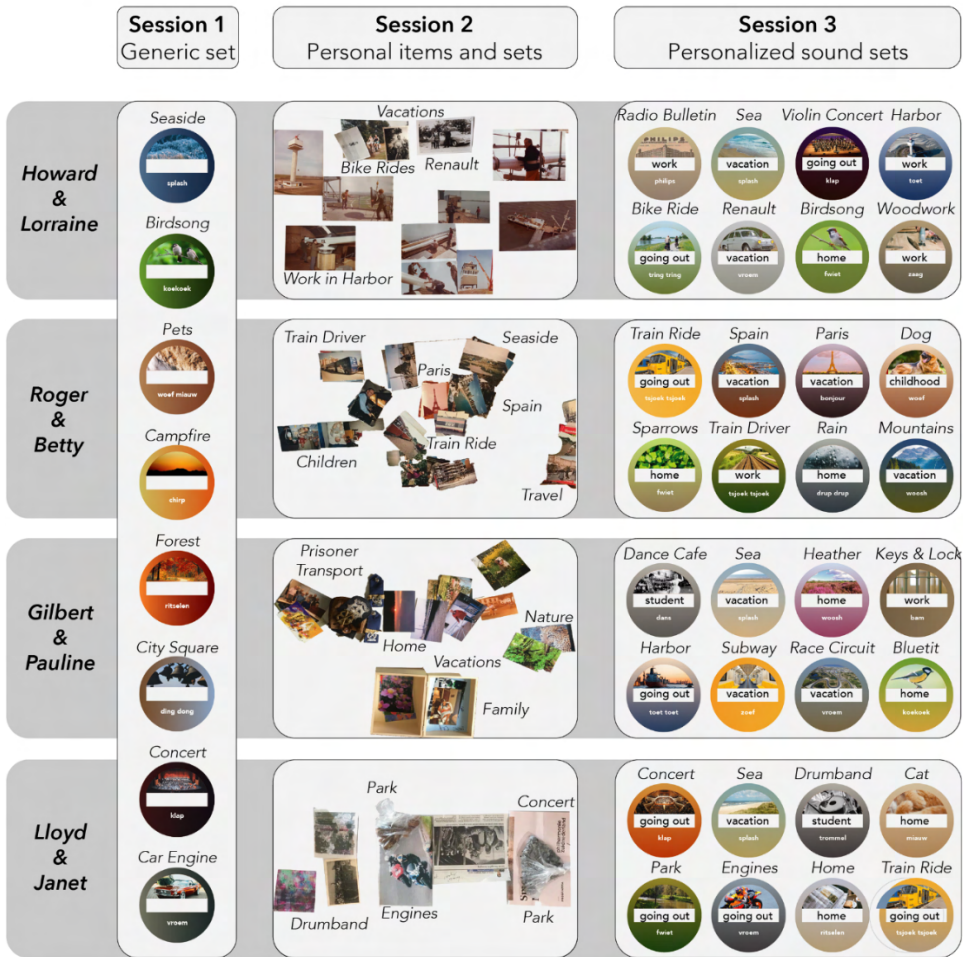 Session 1
Generic set
Session 2
Personal items and sets
Session 3
Personalized sound sets
Howard
&
Lorraine
Roger
&
Betty
Gilbert
&
Pauline
Lloyd
&
Janet
Seaside
splash
Birdsong
koekoek
Pets
woef miauw
Campfire
chirp
Forest
ritselen
City Square
ding dong
Concert
klap
Car Engine
vroem
Vacations
Bike Rides
Renault
Work in Harbor
Radio Bulletin
PHILIPS
work
philips
Sea
vacation
splash
Violin Concert
going out
klap
Harbor
work
toet
Bike Ride
going out
tring tring
Renault
vacation
vroem
Birdsong
home
fwiet
Woodwork
work
zaag
Train Driver
Seaside
Paris
Spain
Train Ride
Children
Travel
Train Ride
going out
tsjoek tsjoek
Spain
vacation
splash
Paris
vacation
bonjour
Dog
childhood
woef
Sparrows
home
fwiet
Train Driver
work
tsjoek tsjoek
Rain
home
drup drup
Mountains
vacation
woosh
Prisoner
Transport
Home
Nature
Vacations
Family
Dance Cafe
student
dans
Sea
vacation
splash
Heather
home
woosh
Keys & Lock
work
bam
Harbor
going out
toet toet
Subway
vacation
zoef
Race Circuit
vacation
vroem
Bluetit
home
koekoek
Park
Concert
Drumband
Engines
Park
Concert
going out
klap
Sea
vacation
splash
Drumband
student
trommel
Cat
home
miauw
Park
going out
fwiet
Engines
going out
vroem
Home
home
ritselen
Train Ride
going out
tsjoek tsjoek